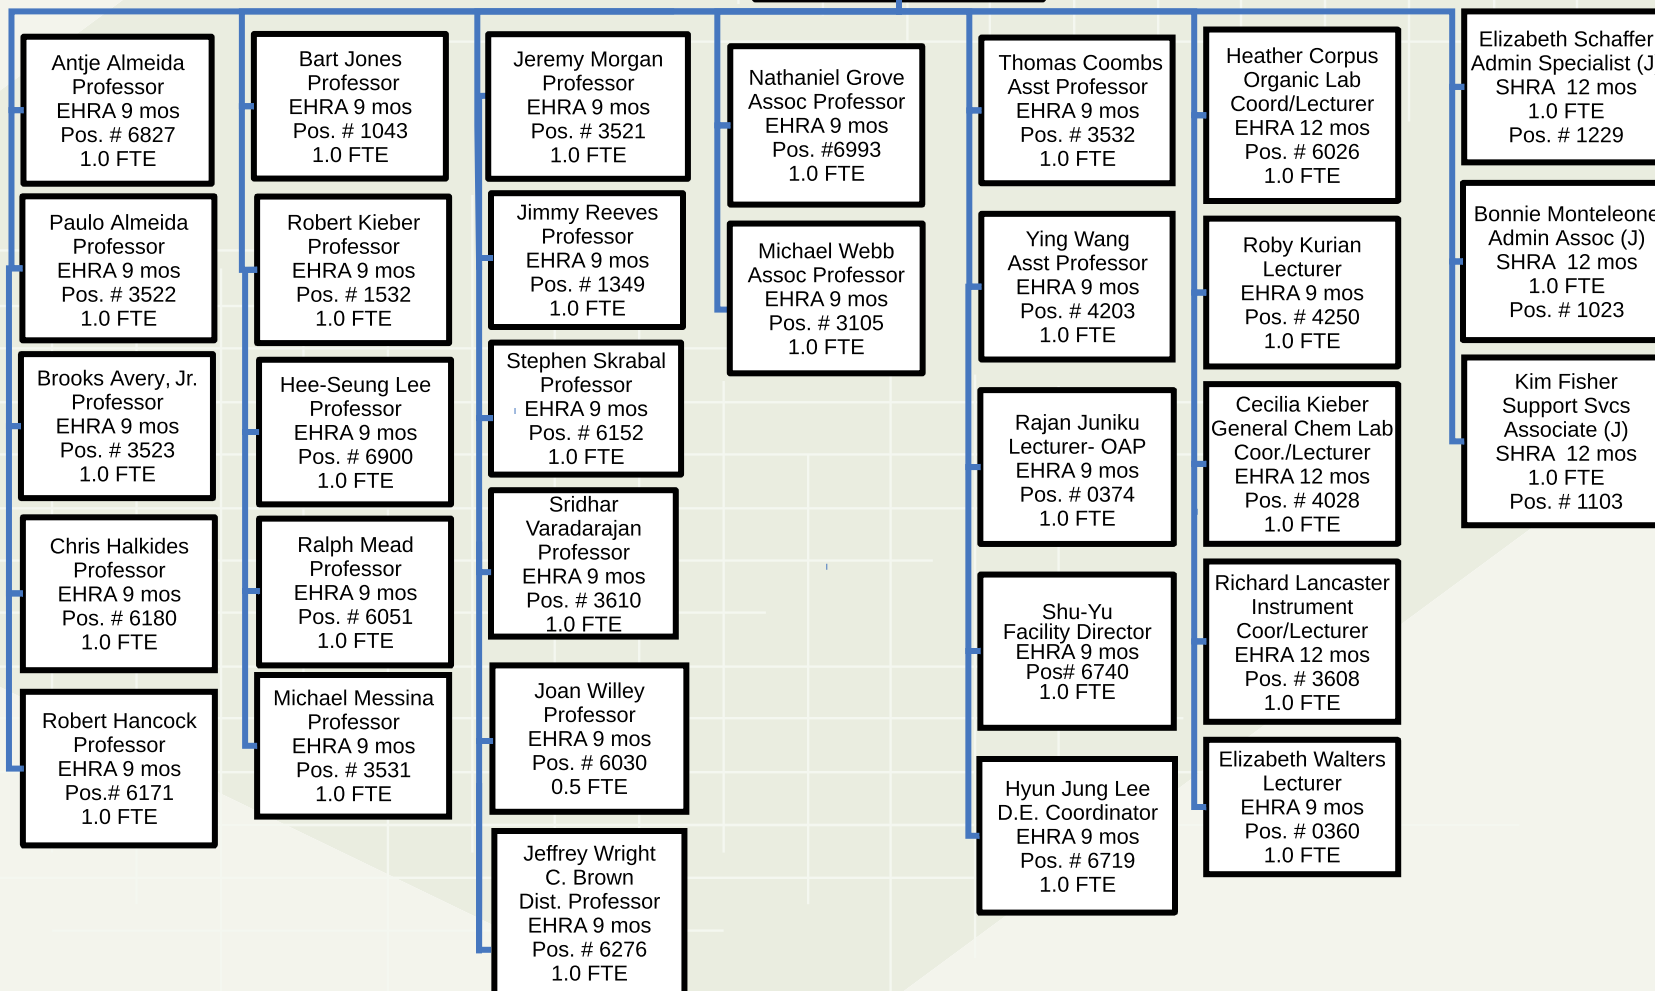 Antje Almeida
Professor
EHRA 9 mos
Pos. # 6827
1.0 FTE
Paulo Almeida
Professor
EHRA 9 mos
Pos. # 3522
1.0 FTE
Brooks Avery, Jr.
Professor
EHRA 9 mos
Pos. # 3523
1.0 FTE
Chris Halkides
Professor
EHRA 9 mos
Pos. # 6180
1.0 FTE
Robert Hancock
Professor
EHRA 9 mos
Pos.# 6171
1.0 FTE
Bart Jones
Professor
EHRA 9 mos
Pos. # 1043
1.0 FTE
Robert Kieber
Professor
EHRA 9 mos
Pos. # 1532
1.0 FTE
Hee-Seung Lee
Professor
EHRA 9 mos
Pos. # 6900
1.0 FTE
Ralph Mead
Professor
EHRA 9 mos
Pos. # 6051
1.0 FTE
Michael Messina
Professor
EHRA 9 mos
Pos. # 3531
1.0 FTE
Jeremy Morgan
Professor
EHRA 9 mos
Pos. # 3521
1.0 FTE
Jimmy Reeves
Professor
EHRA 9 mos
Pos. # 1349
1.0 FTE
Stephen Skrabal
Professor
EHRA 9 mos
Pos. # 6152
1.0 FTE
Sridhar
Varadarajan
Professor
EHRA 9 mos
Pos. # 3610
1.0 FTE
Joan Willey
Professor
EHRA 9 mos
Pos. # 6030
0.5 FTE
Jeffrey Wright
C. Brown
Dist. Professor
EHRA 9 mos
Pos. # 6276
1.0 FTE
Nathaniel Grove
Assoc Professor
EHRA 9 mos
Pos. #6993
1.0 FTE
Michael Webb
Assoc Professor
EHRA 9 mos
Pos. # 3105
1.0 FTE
Thomas Coombs
Asst Professor
EHRA 9 mos
Pos. # 3532
1.0 FTE
Ying Wang
Asst Professor
EHRA 9 mos
Pos. # 4203
1.0 FTE
Rajan Juniku
Lecturer- OAP
EHRA 9 mos
Pos. # 0374
1.0 FTE
Shu-Yu
Facility Director
EHRA 9 mos
Pos# 6740
1.0 FTE
Hyun Jung Lee
D.E. Coordinator
EHRA 9 mos
Pos. # 6719
1.0 FTE
Heather Corpus
Organic Lab
Coord/Lecturer
EHRA 12 mos
Pos. # 6026
1.0 FTE
Roby Kurian
Lecturer
EHRA 9 mos
Pos. # 4250
1.0 FTE
Cecilia Kieber
General Chem Lab
Coor./Lecturer
EHRA 12 mos
Pos. # 4028
1.0 FTE
Richard Lancaster
Instrument
Coor/Lecturer
EHRA 12 mos
Pos. # 3608
1.0 FTE
Elizabeth Walters
Lecturer
EHRA 9 mos
Pos. # 0360
1.0 FTE
Elizabeth Schaffer
Admin Specialist (J
SHRA 12 mos
1.0 FTE
Pos. # 1229
Bonnie Monteleone
Admin Assoc (J)
SHRA 12 mos
1.0 FTE
Pos. # 1023
Kim Fisher
Support Svcs
Associate (J)
SHRA 12 mos
1.0 FTE
Pos. # 1103